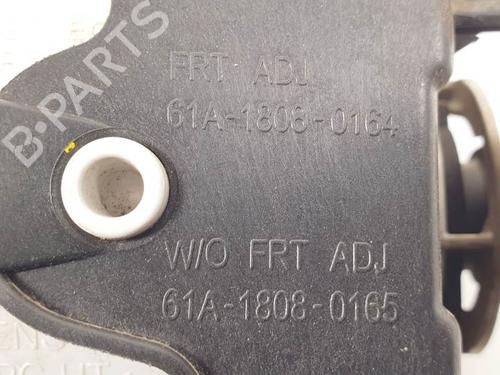 B-PARTS
FRT ADJ
61A-1808-0164
W/O FRT ADJ
61A-1808-0165